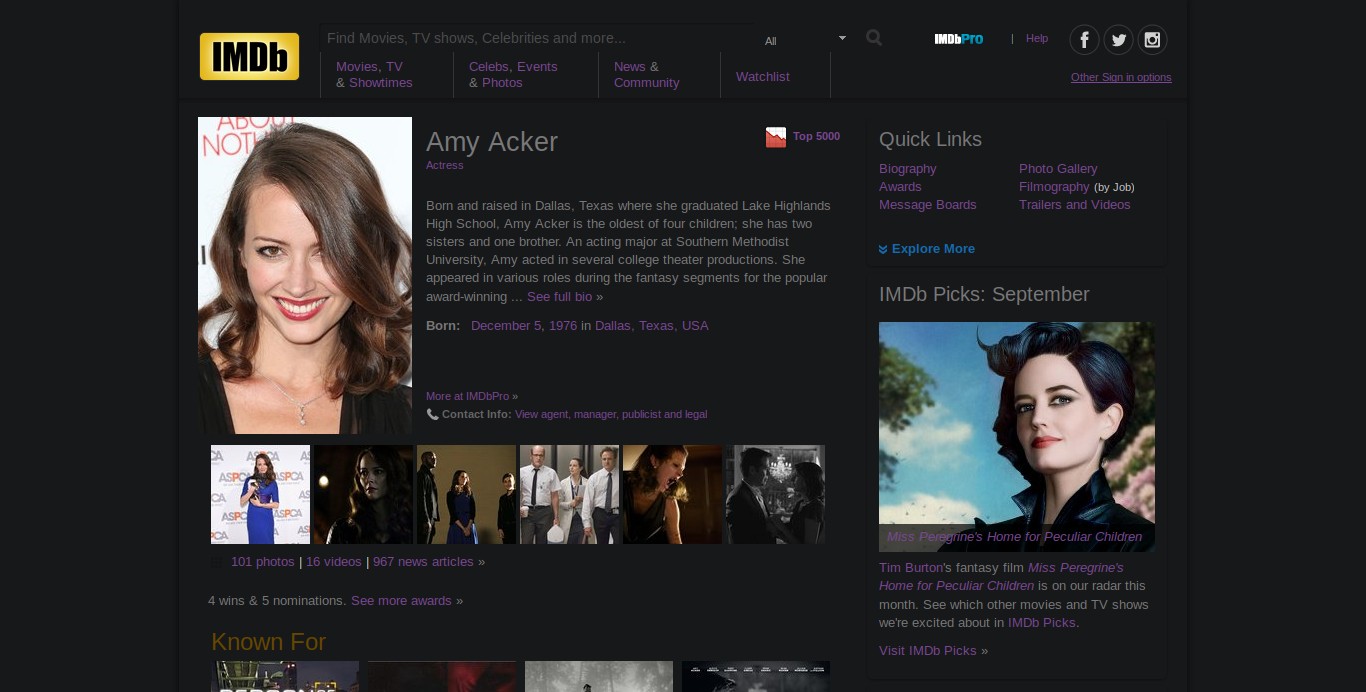 IMDb
Find Movies, TV shows, Celebrities and more...
All
IMDbPro
|
Help
Movies, TV
& Showtimes
Celebs, Events
& Photos
News &
Community
Watchlist
Other Sign in options
ABOUT
NOTH
Amy Acker
Top 5000
Actress
Born and raised in Dallas, Texas where she graduated Lake Highlands
High School, Amy Acker is the oldest of four children; she has two
sisters and one brother. An acting major at Southern Methodist
University, Amy acted in several college theater productions. She
appeared in various roles during the fantasy segments for the popular
award-winning ... See full bio »
Born: December 5, 1976 in Dallas, Texas, USA
More at IMDbPro »
Contact Info: View agent, manager, publicist and legal
ASPCA
ASPCA
ASPCA
101 photos | 16 videos | 967 news articles »
4 wins & 5 nominations. See more awards »
Known For
PERSON OF
Quick Links
Biography
Photo Gallery
Awards
Filmography (by Job)
Message Boards
Trailers and Videos
Explore More
IMDb Picks: September
Miss Peregrine's Home for Peculiar Children
Tim Burton's fantasy film Miss Peregrine's
Home for Peculiar Children is on our radar this
month. See which other movies and TV shows
we're excited about in IMDb Picks.
Visit IMDb Picks »